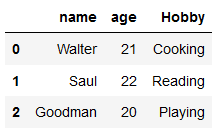 name age Hobby
0 Walter 21 Cooking
1 Saul 22 Reading
2 Goodman 20 Playing